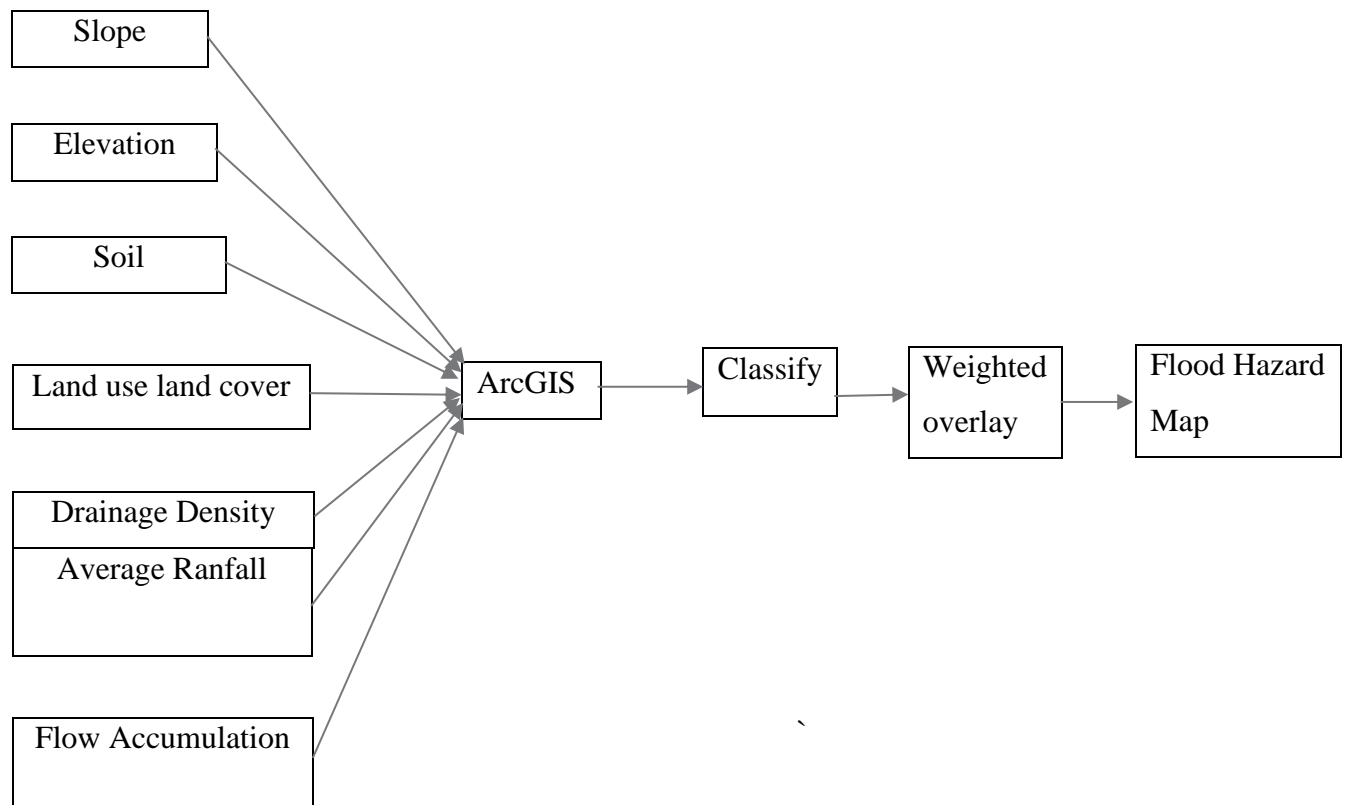 Slope
Elevation
Soil
Land use land cover
Drainage Density
Average Ranfall
Flow Accumulation
ArcGIS
Classify
Weighted
overlay
Flood Hazard
Map
`